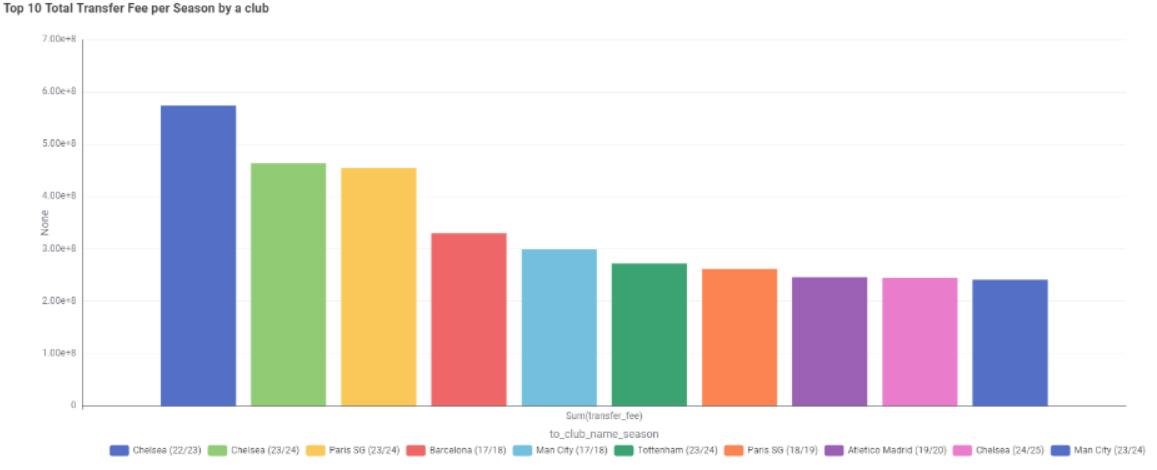 Top 10 Total Transfer Fee per Season by a club
7.00e+8
6.00e+8
5.00e+8
4.00e+8
3.00e+8
2.00e+8
1.00e+8
0
None
Sum(transfer_fee)
to_club_name_season
Chelsea (22/23) Chelsea (23/24) Paris SG (23/24) Barcelona (17/18) Man City (17/18) Tottenham (23/24) Paris SG (18/19) Atletico Madrid (19/20) Chelsea (24/25) Man City (23/24)